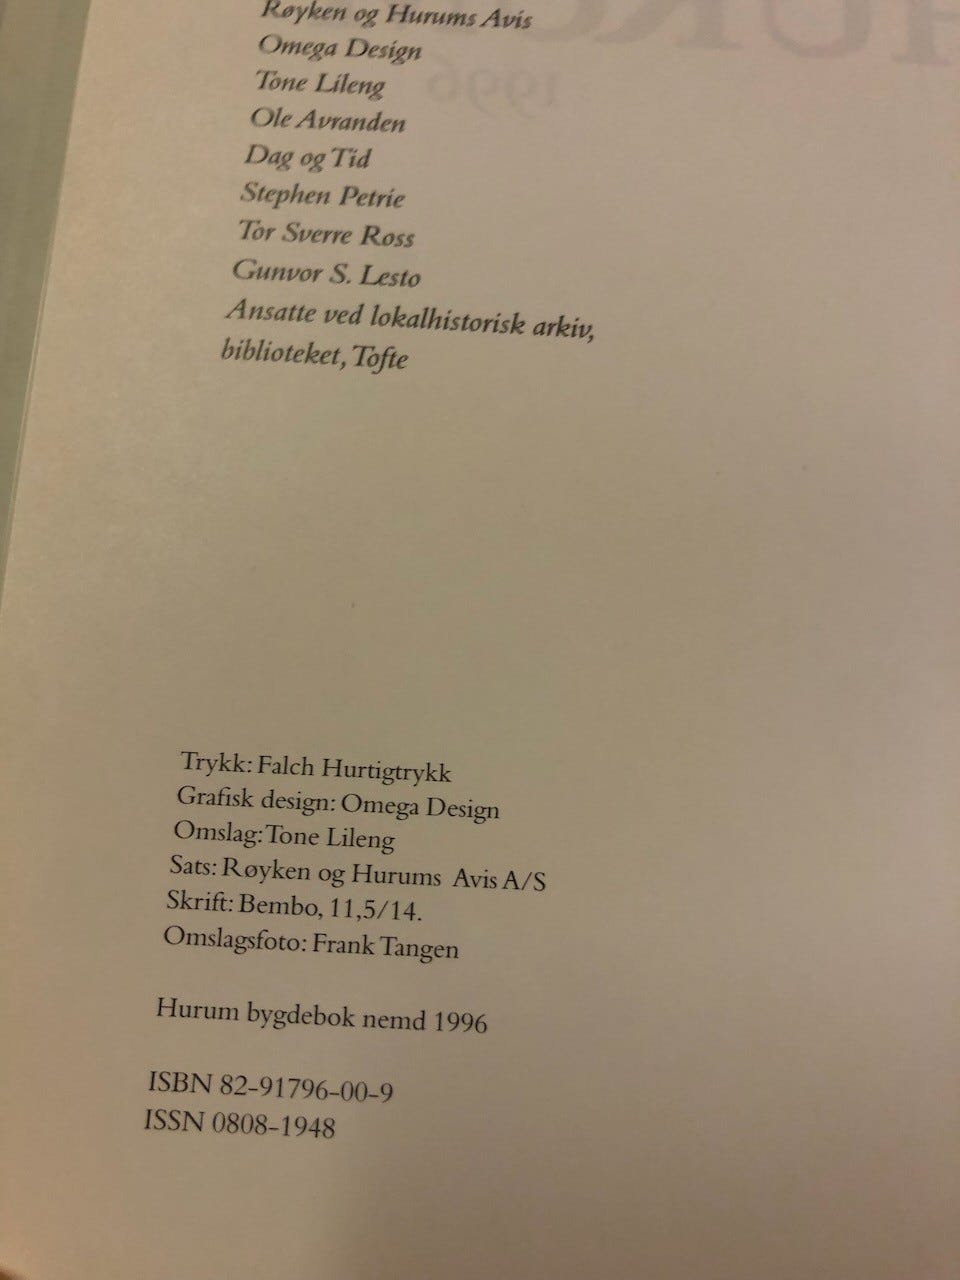 Røyken og Hurums Avis
Omega Design
Tone Lileng
Ole Avranden
Dag og Tid
Stephen Petrie
Tor Sverre Ross
Gunvor S. Lesto
Ansatte ved lokalhistorisk arkiv,
biblioteket, Tofte
1996
Trykk: Falch Hurtigtrykk
Grafisk design: Omega Design
Omslag: Tone Lileng
Sats: Røyken og Hurums Avis A/S
Skrift: Bembo, 11,5/14.
Omslagsfoto: Frank Tangen
Hurum bygdebok nemd 1996
ISBN 82-91796-00-9
ISSN 0808-1948